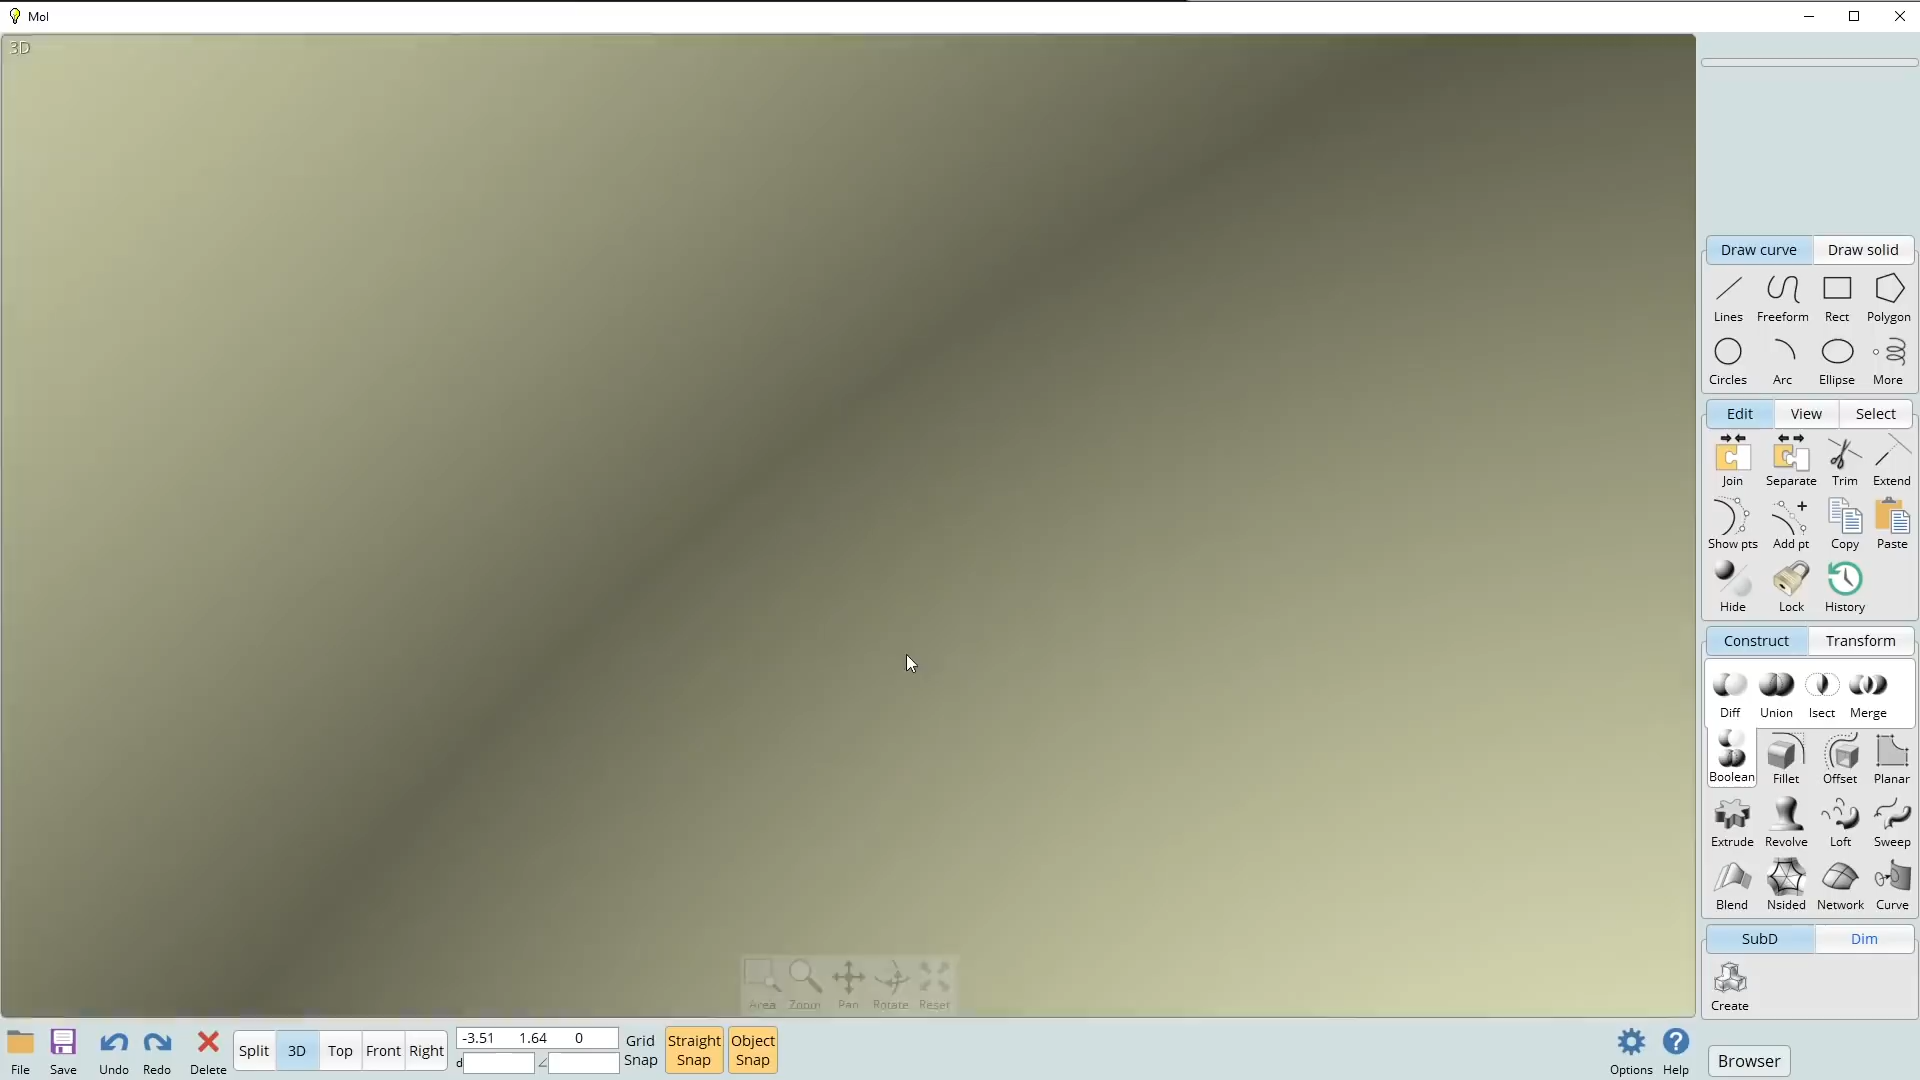 MoI
3D
Draw curve Draw solid
Lines Freeform Rect Polygon
Circles Arc Ellipse More
Edit View Select
Join Separate Trim Extend
Show pts Add pt Copy Paste
Hide Lock History
Construct Transform
Diff Union Isect Merge
Boolean Fillet Offset Planar
Extrude Revolve Loft Sweep
Blend Nsided Network Curve
SubD Dim
Create
Area Zoom Pan Rotate Reset
File Save Undo Redo Delete
Split 3D Top Front Right
-3.51 1.64 0
d
Grid Snap
Straight Snap
Object Snap
Options Help
Browser